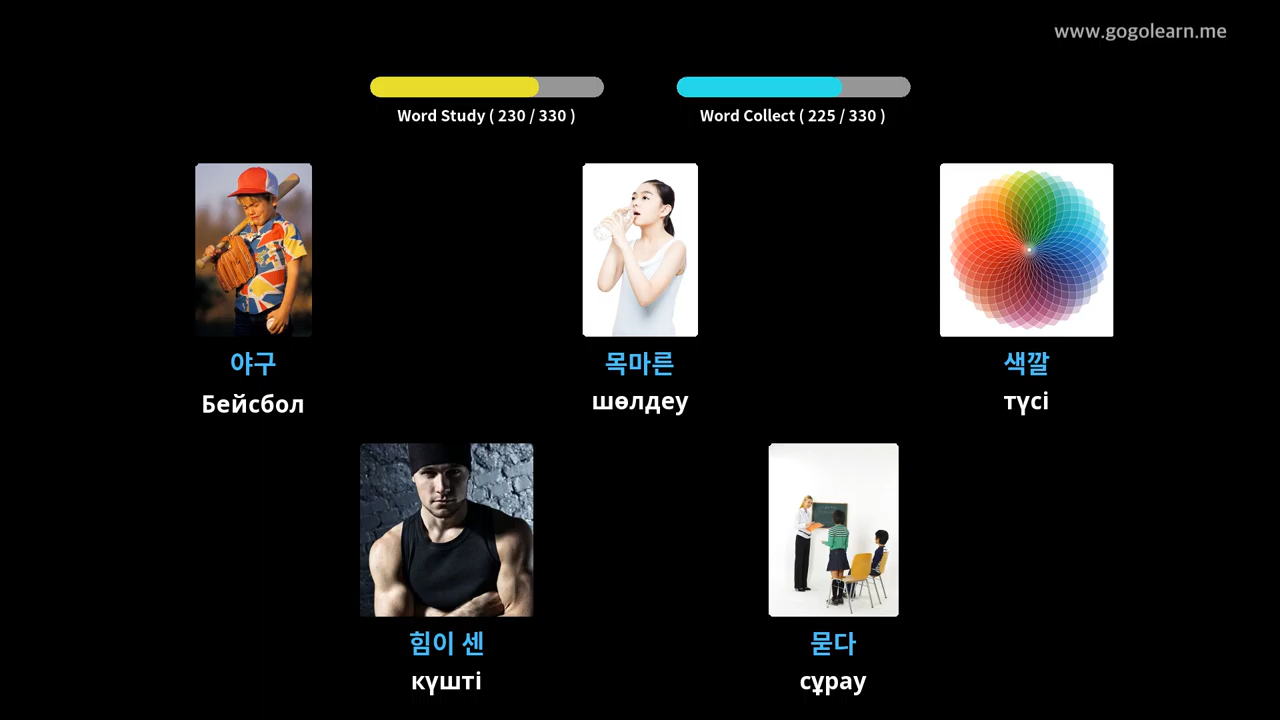 www.gogolearn.me
Word Study ( 230 / 330 )
Word Collect ( 225 / 330 )
야구
Бейсбол
목마른
шөлдеу
색깔
түсі
힘이 센
күшті
묻다
сұрау